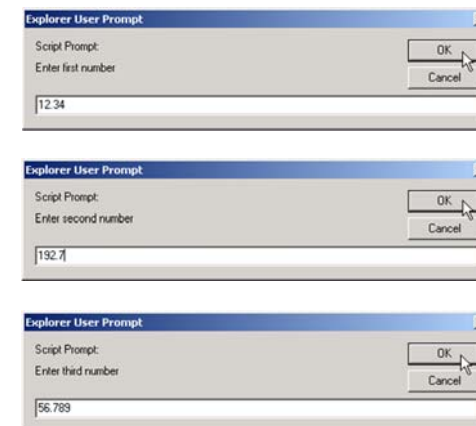 Explorer User Prompt
Script Prompt:
OK
Enter first number
Cancel
12.34
Explorer User Prompt
Script Prompt:
OK
Enter second number
Cancel
192.7
Explorer User Prompt
Script Prompt:
OK
Enter third number
Cancel
56.789